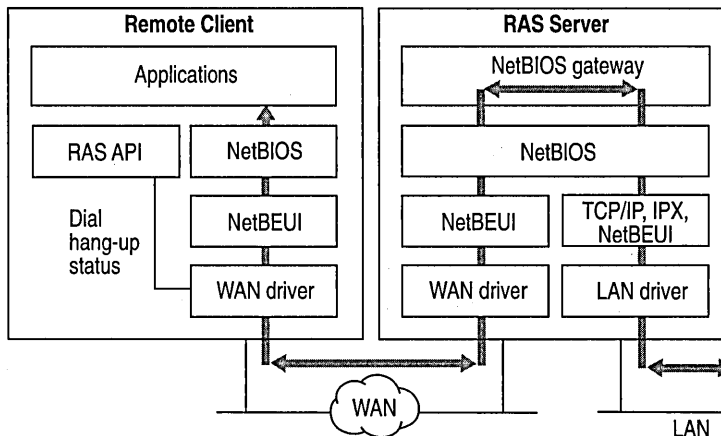 Remote Client
Applications
RAS API
NetBIOS
Dial
hang-up
status
NetBEUI
WAN driver
RAS Server
NetBIOS gateway
NetBIOS
NetBEUI
TCP/IP, IPX,
NetBEUI
WAN driver
LAN driver
WAN
LAN